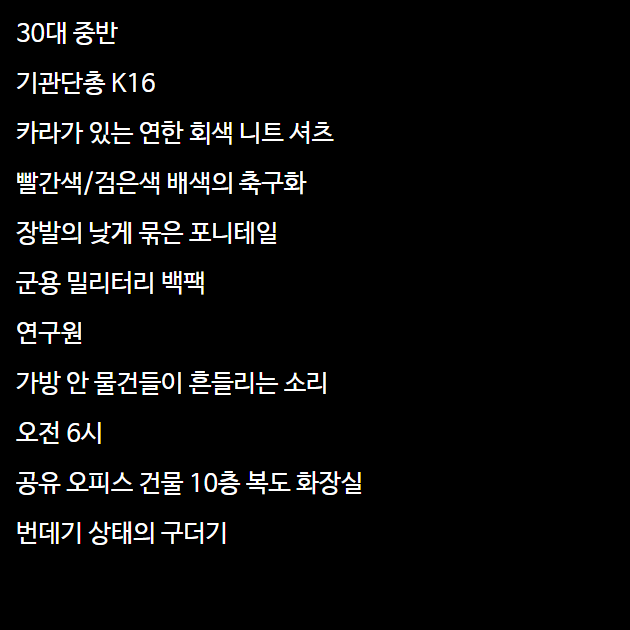 30대 중반
기관단총 K16
카라가 있는 연한 회색 니트 셔츠
빨간색/검은색 배색의 축구화
장발의 낮게 묶은 포니테일
군용 밀리터리 백팩
연구원
가방 안 물건들이 흔들리는 소리
오전 6시
공유 오피스 건물 10층 복도 화장실
번데기 상태의 구더기